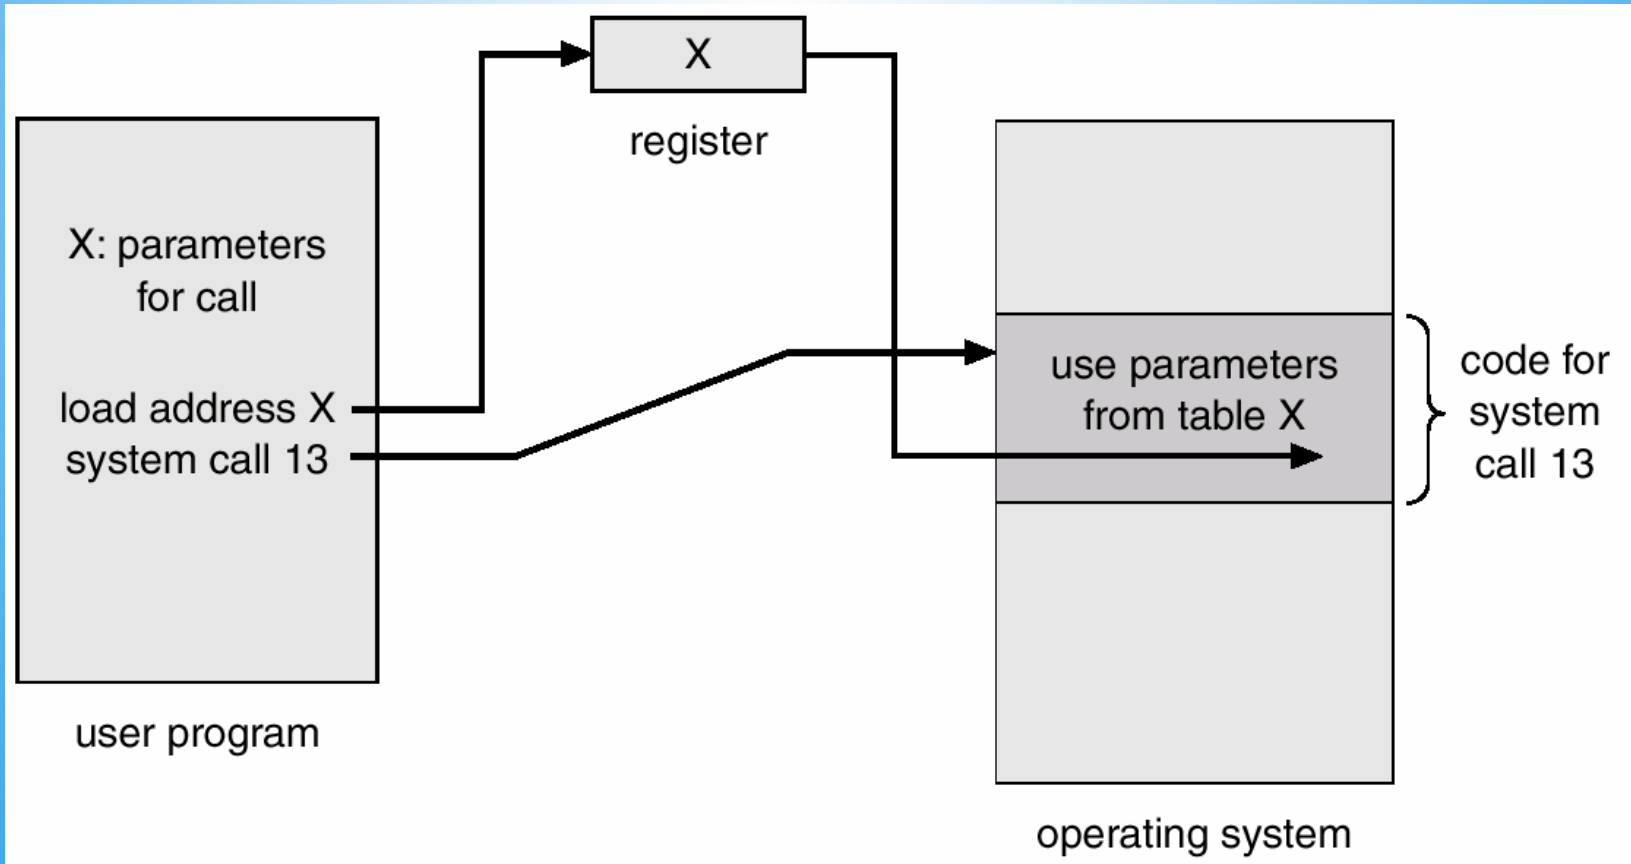 X
register
X: parameters
for call
load address X
system call 13
user program
use parameters
from table X
code for
system
call 13
operating system